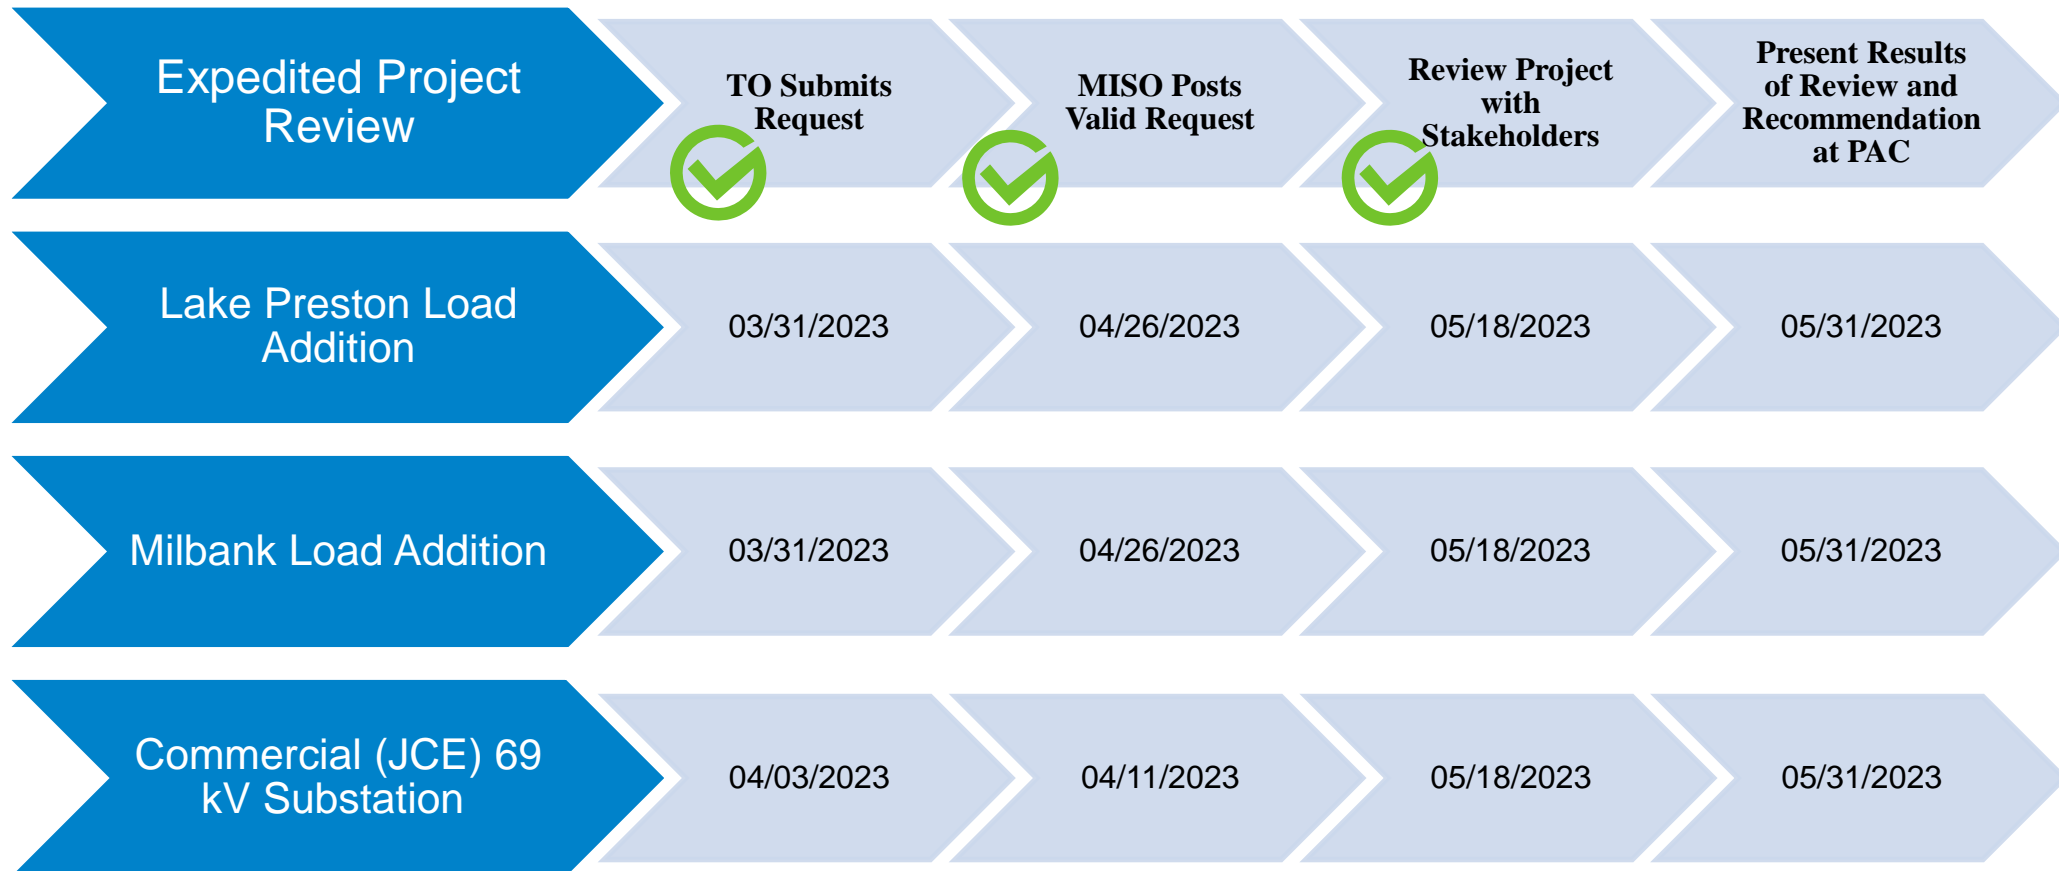 Expedited Project
Review
TO Submits
Request
MISO Posts
Valid Request
Review Project
with
Stakeholders
Present Results
of Review and
Recommendation
at PAC
Lake Preston Load
Addition
03/31/2023
04/26/2023
05/18/2023
05/31/2023
Milbank Load Addition
03/31/2023
04/26/2023
05/18/2023
05/31/2023
Commercial (JCE) 69
kV Substation
04/03/2023
04/11/2023
05/18/2023
05/31/2023